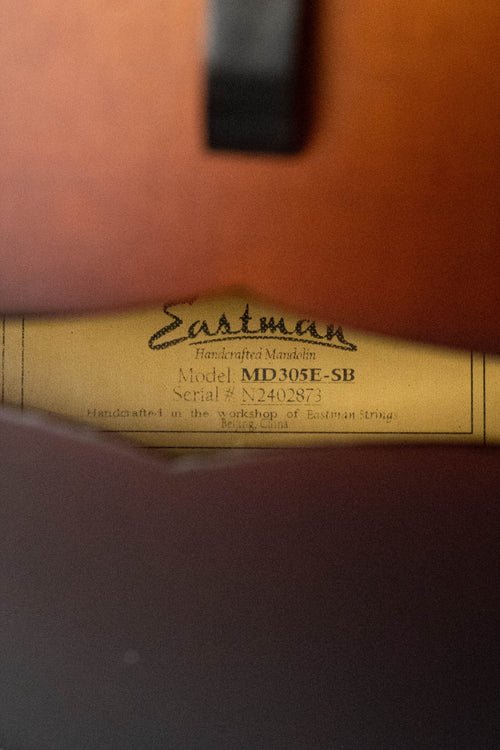 Eastman
Handcrafted Mandolin
Model: MD305E-SB
Serial # N2402873
Handcrafted in the workshop of Eastman Strings
Beijing, China